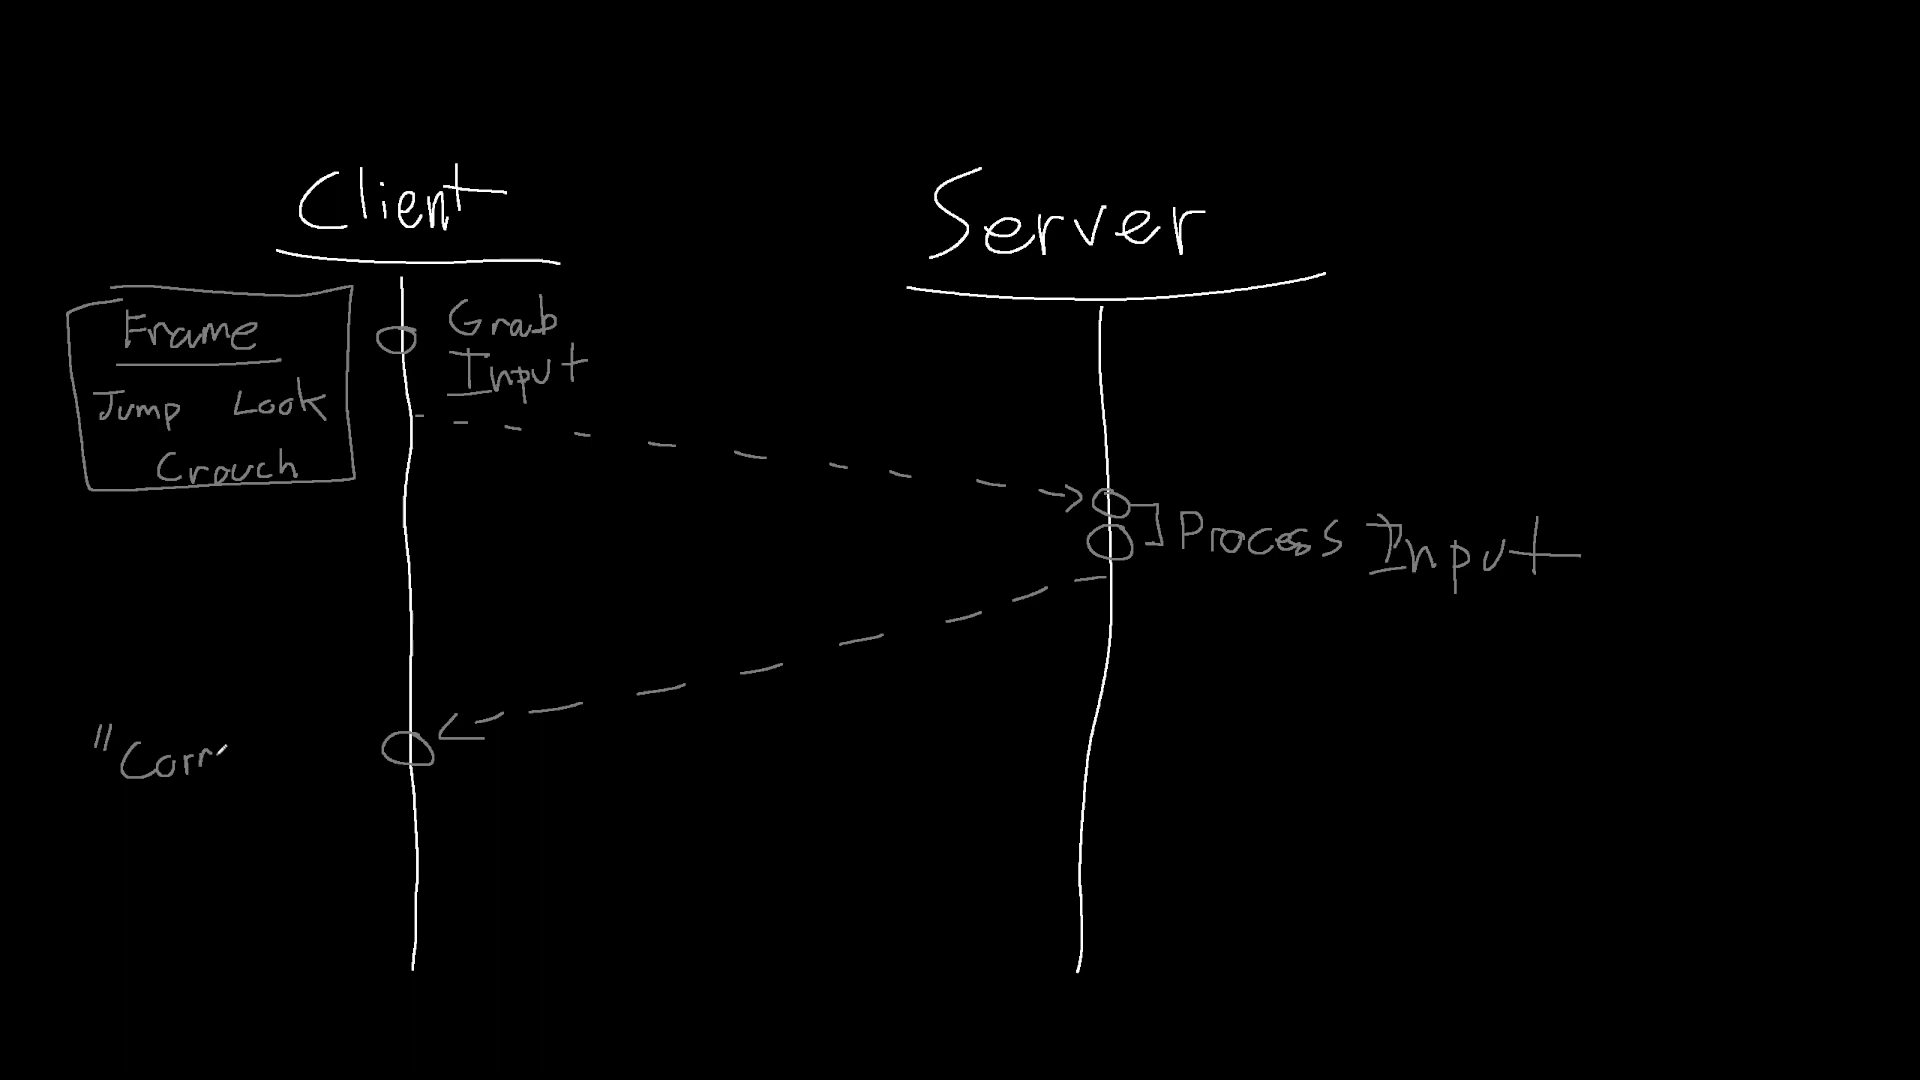 Client
Server
Frame
Jump Look
Crouch
Grab
Input
Process Input
"Corr